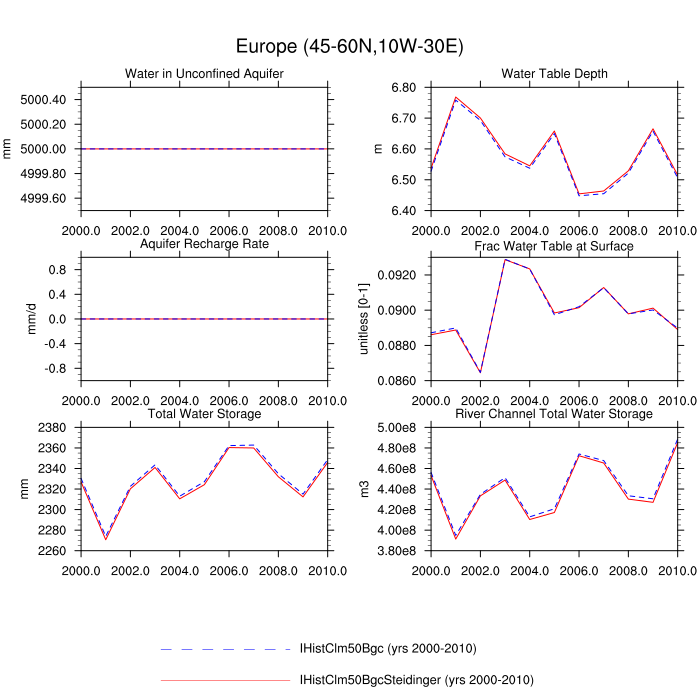 Europe (45-60N,10W-30E)
Water in Unconfined Aquifer
mm
5000.40
5000.20
5000.00
4999.80
4999.60
2000.0 2002.0 2004.0 2006.0 2008.0 2010.0
Water Table Depth
m
6.80
6.70
6.60
6.50
6.40
2000.0 2002.0 2004.0 2006.0 2008.0 2010.0
Aquifer Recharge Rate
mm/d
0.8
0.4
0.0
-0.4
-0.8
2000.0 2002.0 2004.0 2006.0 2008.0 2010.0
Frac Water Table at Surface
unitless [0-1]
0.0920
0.0900
0.0880
0.0860
2000.0 2002.0 2004.0 2006.0 2008.0 2010.0
Total Water Storage
mm
2380
2360
2340
2320
2300
2280
2260
2000.0 2002.0 2004.0 2006.0 2008.0 2010.0
River Channel Total Water Storage
m3
5.00e8
4.80e8
4.60e8
4.40e8
4.20e8
4.00e8
3.80e8
2000.0 2002.0 2004.0 2006.0 2008.0 2010.0
IHistClm50Bgc (yrs 2000-2010)
IHistClm50BgcSteidinger (yrs 2000-2010)